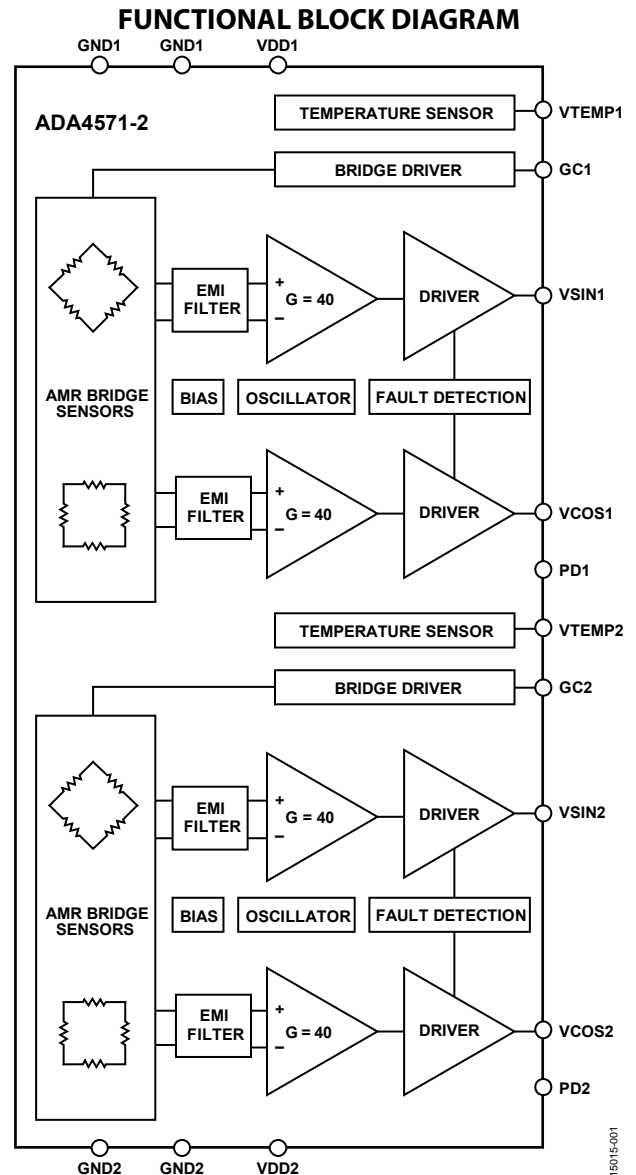 FUNCTIONAL BLOCK DIAGRAM
GND1 GND1 VDD1
ADA4571-2
TEMPERATURE SENSOR
VTEMP1
BRIDGE DRIVER
GC1
EMI
FILTER
+
G = 40
−
DRIVER
VSIN1
AMR BRIDGE
SENSORS
BIAS
OSCILLATOR
FAULT DETECTION
EMI
FILTER
+
G = 40
−
DRIVER
VCOS1
PD1
TEMPERATURE SENSOR
VTEMP2
BRIDGE DRIVER
GC2
EMI
FILTER
+
G = 40
−
DRIVER
VSIN2
AMR BRIDGE
SENSORS
BIAS
OSCILLATOR
FAULT DETECTION
EMI
FILTER
+
G = 40
−
DRIVER
VCOS2
PD2
GND2 GND2 VDD2
15015-001